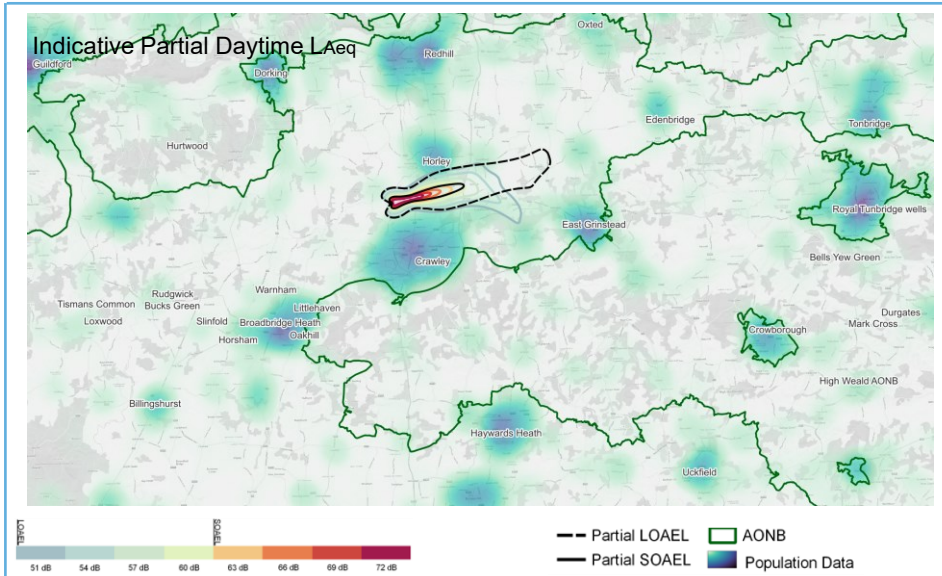 Indicative Partial Daytime LAeq
Oxted
Redhill
Guildford
Dorking
Edenbridge
Tonbridge
Hurtwood
Horley
Royal Tunbridge wells
East Grinstead
Bells Yew Green
Crawley
Warnham
Rudgwick
Tismans Common
Bucks Green
Littlehaven
Durgates
Loxwood
Slinfold
Broadbridge Heath
Mark Cross
Crowborough
Horsham
Oakhill
High Weald AONB
Billingshurst
Haywards Heath
Uckfield
LOAEL
SOAEL
51 dB 54 dB 57 dB 60 dB 63 dB 66 dB 69 dB 72 dB
Partial LOAEL
AONB
Partial SOAEL
Population Data